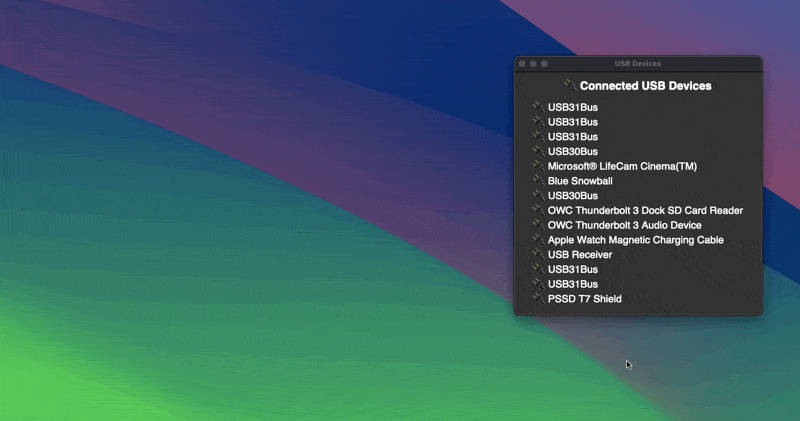 USB Devices
Connected USB Devices
USB31Bus
USB31Bus
USB31Bus
USB30Bus
Microsoft® LifeCam Cinema(TM)
Blue Snowball
USB30Bus
OWC Thunderbolt 3 Dock SD Card Reader
OWC Thunderbolt 3 Audio Device
Apple Watch Magnetic Charging Cable
USB Receiver
USB31Bus
USB31Bus
PSSD T7 Shield